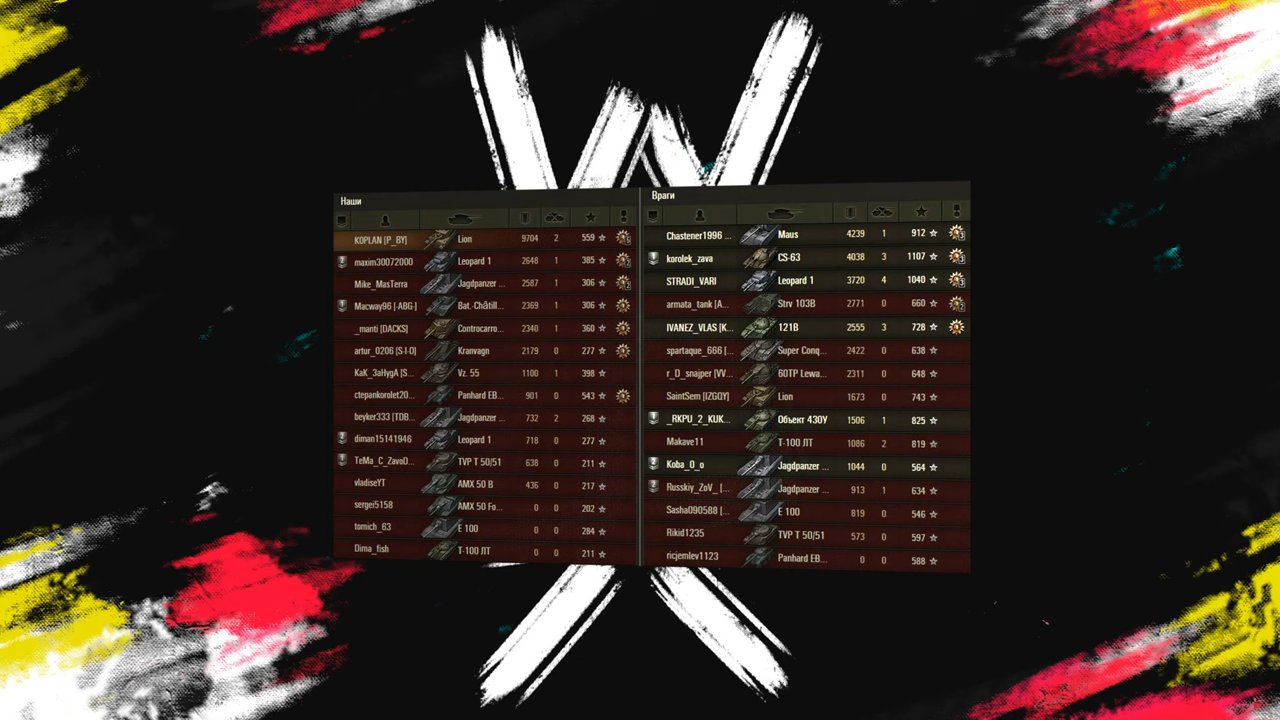 Наши
KOPLAN [P_BY] Lion 9704 2 559
maxim30072000 Leopard 1 2648 1 385
Mike_MasTerra Jagdpanzer ... 2587 1 306
Macway96 [-ABG-] Bat.-Châtill... 2369 1 306
_manti [DACKS] Controcarro... 2340 1 360
artur_0206 [S-I-O] Kranvagn 2179 0 277
KaK_3aHygA [S... Vz. 55 1100 1 398
ctepankorolet20... Panhard EB... 901 0 543
beyker333 [TDB... Jagdpanzer ... 732 2 268
diman15141946 Leopard 1 718 0 277
TeMa_C_ZavoD... TVP T 50/51 638 0 211
vladiseYT AMX 50 B 436 0 217
sergei5158 AMX 50 Fo... 0 0 202
tomich_63 E 100 0 0 284
Dima_fish Т-100 ЛТ 0 0 211
Враги
Chastener1996 ... Maus 4239 1 912
korolek_zava CS-63 4038 3 1107
STRADI_VARI Leopard 1 3720 4 1040
armata_tank [A... Strv 103B 2771 0 660
IVANEZ_VLAS [K... 121B 2555 3 728
spartaque_666 [... Super Conq... 2422 0 638
r_D_snajper [VV... 60TP Lewa... 2311 0 648
SaintSem [IZGQY] Lion 1673 0 743
_RKPU_2_KUK... Объект 430У 1506 1 825
Makave11 Т-100 ЛТ 1086 2 819
Koba_O_o Jagdpanzer ... 1044 0 564
Russkiy_ZoV_ [... Jagdpanzer ... 913 1 634
Sasha090588 [... E 100 819 0 546
Rikid1235 TVP T 50/51 573 0 597
ricjemlev1123 Panhard EB... 0 0 588